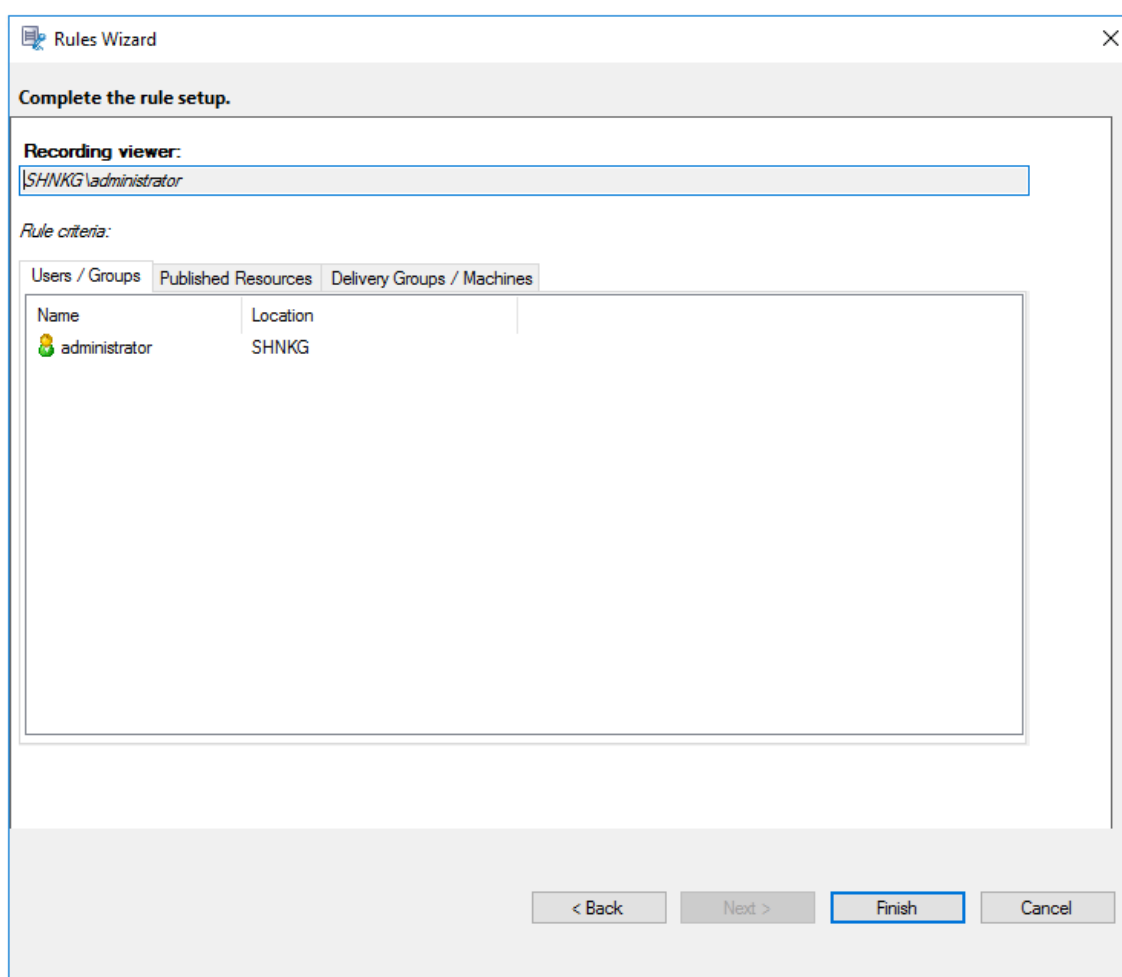 Rules Wizard
Complete the rule setup.
Recording viewer:
SHNKG\administrator
Rule criteria:
Users / Groups Published Resources Delivery Groups / Machines
Name Location
administrator SHNKG
< Back Next > Finish Cancel